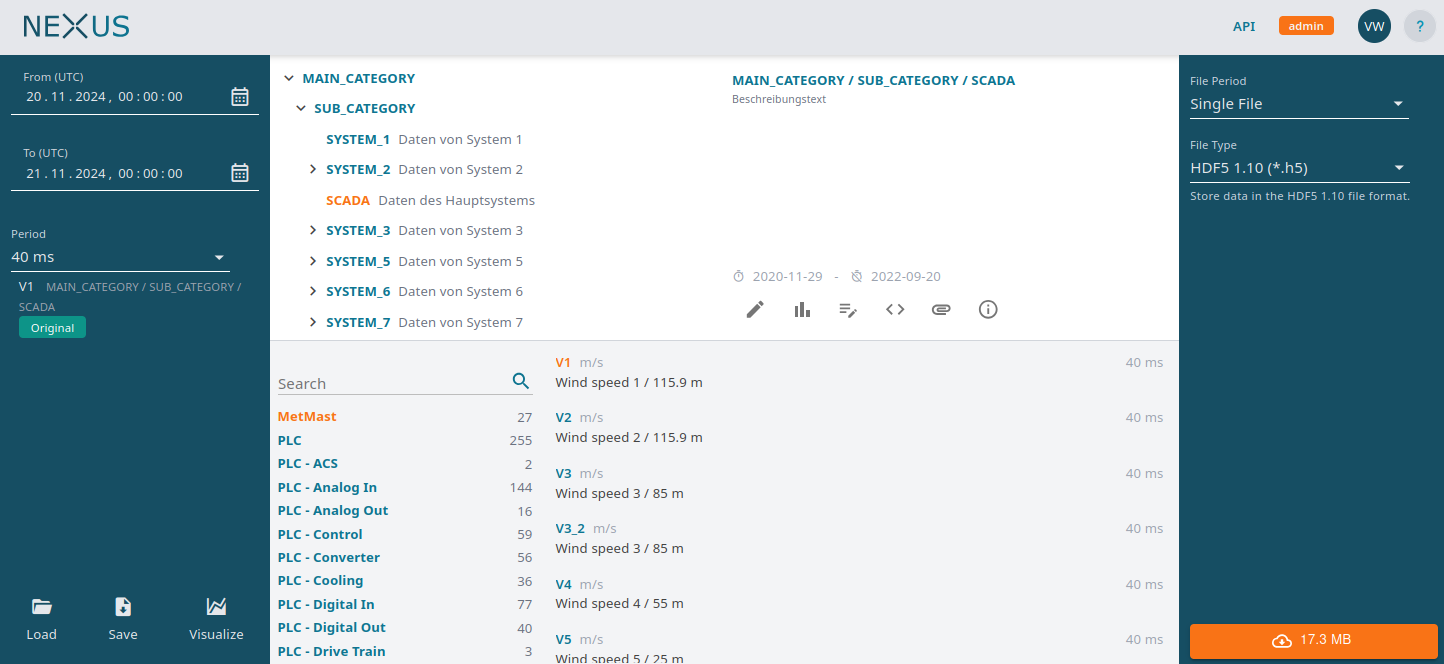 NEXUS
API
admin
VW
?
From (UTC)
20 . 11 . 2024 , 00 : 00 : 00
To (UTC)
21 . 11 . 2024 , 00 : 00 : 00
Period
40 ms
V1 MAIN_CATEGORY / SUB_CATEGORY /
SCADA
Original
Load
Save
Visualize
MAIN_CATEGORY
SUB_CATEGORY
SYSTEM_1 Daten von System 1
SYSTEM_2 Daten von System 2
SCADA Daten des Hauptsystems
SYSTEM_3 Daten von System 3
SYSTEM_5 Daten von System 5
SYSTEM_6 Daten von System 6
SYSTEM_7 Daten von System 7
MAIN_CATEGORY / SUB_CATEGORY / SCADA
Beschreibungstext
2020-11-29 - 2022-09-20
Search
MetMast 27
PLC 255
PLC - ACS 2
PLC - Analog In 144
PLC - Analog Out 16
PLC - Control 59
PLC - Converter 56
PLC - Cooling 36
PLC - Digital In 77
PLC - Digital Out 40
PLC - Drive Train 3
V1 m/s 40 ms
Wind speed 1 / 115.9 m
V2 m/s 40 ms
Wind speed 2 / 115.9 m
V3 m/s 40 ms
Wind speed 3 / 85 m
V3_2 m/s 40 ms
Wind speed 3 / 85 m
V4 m/s 40 ms
Wind speed 4 / 55 m
V5 m/s 40 ms
Wind speed 5 / 25 m
File Period
Single File
File Type
HDF5 1.10 (*.h5)
Store data in the HDF5 1.10 file format.
17.3 MB